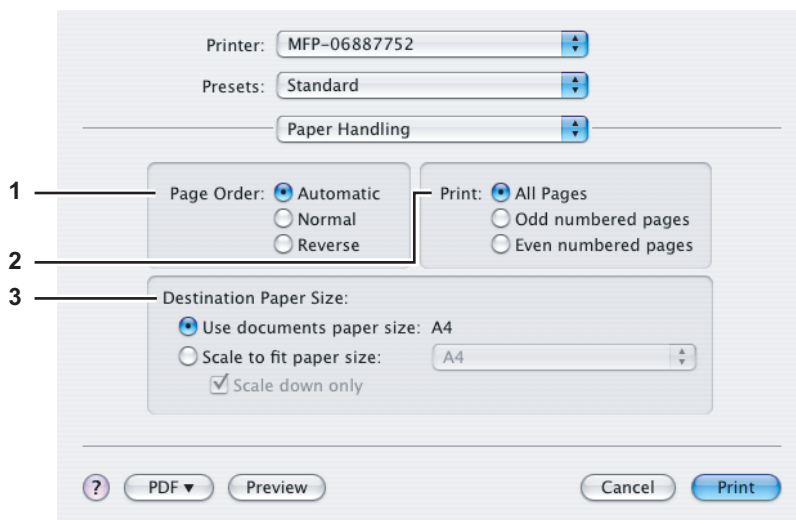 Printer: MFP-06887752
Presets: Standard
Paper Handling
1 Page Order: Automatic Print: All Pages
Normal Odd numbered pages
2 Reverse Even numbered pages
3 Destination Paper Size:
Use documents paper size: A4
Scale to fit paper size: A4
Scale down only
? PDF▼ Preview Cancel Print